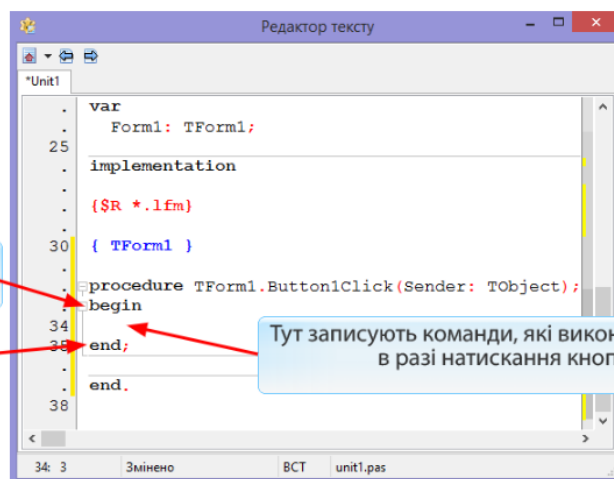 Редактор тексту
*Unit1
. var
. Form1: TForm1;
25
. implementation
.
. {$R *.lfm}
.
30 { TForm1 }
.
. procedure TForm1.Button1Click(Sender: TObject);
. begin
34
35 end;
.
. end.
38
Тут записують команди, які викон
в разі натискання кноп
34: 3 Змінено ВСТ unit1.pas